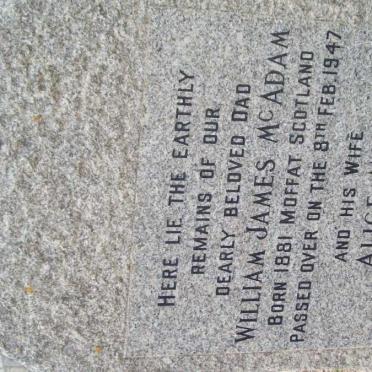 HERE LIE THE EARTHLY
REMAINS OF OUR
DEARLY BELOVED DAD
WILLIAM JAMES MCADAM
BORN 1881 MOFFAT SCOTLAND
PASSED OVER ON THE 8TH FEB. 1947
AND HIS WIFE
ALICE